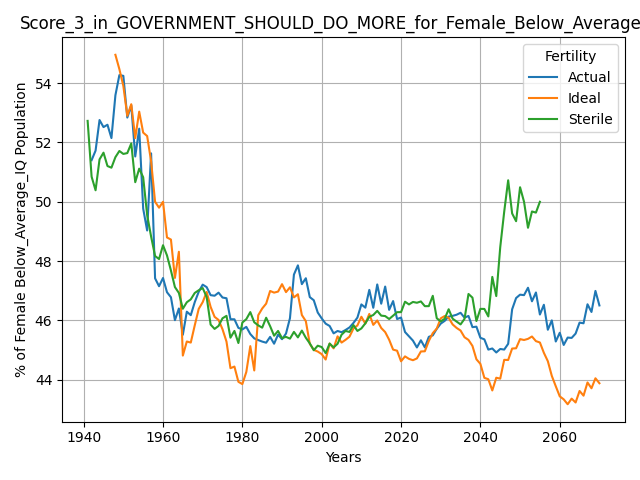 Score_3_in_GOVERNMENT_SHOULD_DO_MORE_for_Female_Below_Average
Fertility
Actual
Ideal
Sterile
% of Female Below_Average_IQ Population
54
52
50
48
46
44
1940 1960 1980 2000 2020 2040 2060
Years